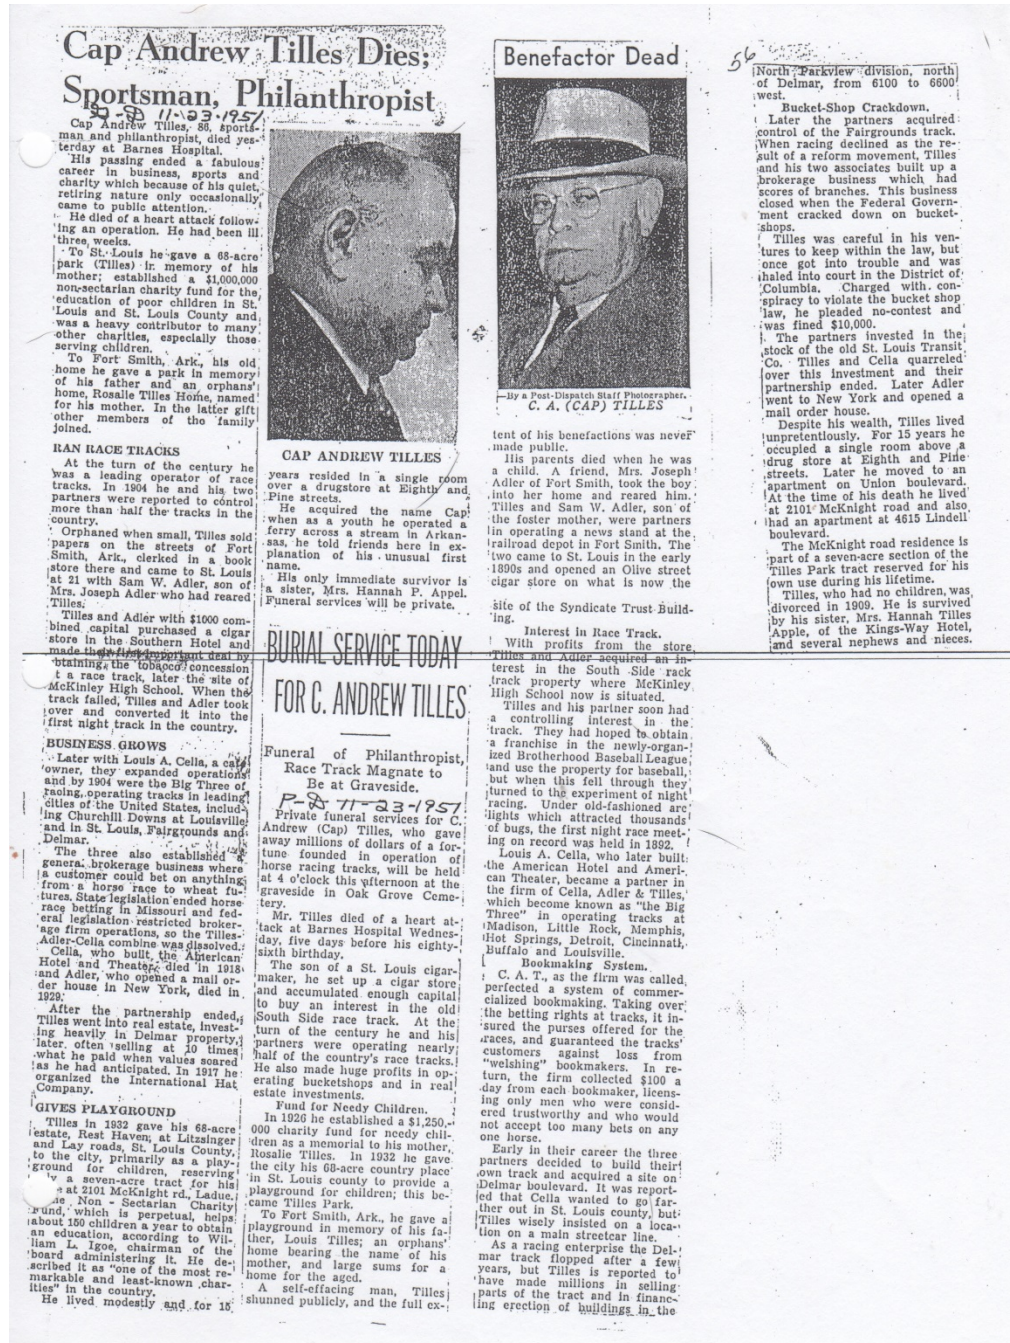 Cap Andrew Tilles Dies;
Sportsman, Philanthropist
G-D 11-23-1951
Cap Andrew Tilles, 86, sports-
man and philanthropist, died yes-
terday at Barnes Hospital.
His passing ended a fabulous
career in business, sports and
charity which because of his quiet,
retiring nature only occasionally
came to public attention.
He died of a heart attack follow-
ing an operation. He had been ill
three weeks.
To St. Louis he gave a 68-acre
park (Tilles) in memory of his
mother; established a $1,000,000
non-sectarian charity fund for the
education of poor children in St.
Louis and St. Louis County and
was a heavy contributor to many
other charities, especially those
serving children.
To Fort Smith, Ark., his old
home he gave a park in memory
of his father and an orphans'
home, Rosalie Tilles Home, named
for his mother. In the latter gift
other members of the family
joined.
RAN RACE TRACKS
At the turn of the century he
was a leading operator of race
tracks. In 1904 he and his two
partners were reported to control
more than half the tracks in the
country.
Orphaned when small, Tilles sold
papers on the streets of Fort
Smith, Ark., clerked in a book
store there and came to St. Louis
at 21 with Sam W. Adler, son of
Mrs. Joseph Adler who had reared
Tilles.
Tilles and Adler with $1000 com-
bined capital purchased a cigar
store in the Southern Hotel and
made their first important deal by
obtaining the tobacco concession
at a race track, later the site of
McKinley High School. When the
track failed, Tilles and Adler took
over and converted it into the
first night track in the country.
BUSINESS GROWS
Later with Louis A. Cella, a cafe
owner, they expanded operations
and by 1904 were the Big Three of
racing, operating tracks in leading
cities of the United States, includ-
ing Churchill Downs at Louisville
and in St. Louis, Fairgrounds and
Delmar.
The three also established a
general brokerage business where
a customer could bet on anything
from a horse race to wheat fu-
tures. State legislation ended horse
race betting in Missouri and fed-
eral legislation restricted broker-
age firm operations, so the Tilles-
Adler-Cella combine was dissolved.
Cella, who built the American
Hotel and Theater, died in 1918
and Adler, who opened a mail or-
der house in New York, died in
1929.
After the partnership ended,
Tilles went into real estate, invest-
ing heavily in Delmar property,
later often selling at 10 times
what he paid when values soared
as he had anticipated. In 1917 he
organized the International Hat
Company.
GIVES PLAYGROUND
Tilles in 1932 gave his 68-acre
estate, Rest Haven, at Litzsinger
and Lay roads, St. Louis County,
to the city, primarily as a play-
ground for children, reserving
a seven-acre tract for his
at 2101 McKnight rd., Ladue.
Non-Sectarian Charity
Fund, which is perpetual, helps
about 150 children a year to obtain
an education, according to Wil-
liam L. Igoe, chairman of the
board administering it. He de-
scribed it as "one of the most re-
markable and least-known char-
ities" in the country.
He lived modestly and for 15
CAP ANDREW TILLES
years resided in a single room
over a drugstore at Eighth and
Pine streets.
He acquired the name Cap
when as a youth he operated a
ferry across a stream in Arkan-
sas, he told friends here in ex-
planation of his unusual first
name.
His only immediate survivor is
a sister, Mrs. Hannah P. Appel.
Funeral services will be private.
BURIAL SERVICE TODAY
FOR C. ANDREW TILLES
Funeral of Philanthropist,
Race Track Magnate to
Be at Graveside.
P-D 11-23-1951
Private funeral services for C.
Andrew (Cap) Tilles, who gave
away millions of dollars of a for-
tune founded in operation of
horse racing tracks, will be held
at 4 o'clock this afternoon at the
graveside in Oak Grove Ceme-
tery.
Mr. Tilles died of a heart at-
tack at Barnes Hospital Wednes-
day, five days before his eighty-
sixth birthday.
The son of a St. Louis cigar-
maker, he set up a cigar store
and accumulated enough capital
to buy an interest in the old
South Side race track. At the
turn of the century he and his
partners were operating nearly
half of the country's race tracks.
He also made huge profits in op-
erating bucketshops and in real
estate investments.
Fund for Needy Children.
In 1926 he established a $1,250,-
000 charity fund for needy chil-
dren as a memorial to his mother,
Rosalie Tilles. In 1932 he gave
the city his 68-acre country place
in St. Louis county to provide a
playground for children; this be-
came Tilles Park.
To Fort Smith, Ark., he gave a
playground in memory of his fa-
ther, Louis Tilles; an orphans'
home bearing the name of his
mother, and large sums for a
home for the aged.
A self-effacing man, Tilles
shunned publicly, and the full ex-
Benefactor Dead
—By a Post-Dispatch Staff Photographer.
C. A. (CAP) TILLES
tent of his benefactions was never
made public.
His parents died when he was
a child. A friend, Mrs. Joseph
Adler of Fort Smith, took the boy
into her home and reared him.
Tilles and Sam W. Adler, son of
the foster mother, were partners
in operating a news stand at the
railroad depot in Fort Smith. The
two came to St. Louis in the early
1890s and opened an Olive street
cigar store on what is now the
site of the Syndicate Trust Build-
ing.
Interest in Race Track.
With profits from the store,
Tilles and Adler acquired an in-
terest in the South Side rack
track property where McKinley
High School now is situated.
Tilles and his partner soon had
a controlling interest in the
track. They had hoped to obtain
a franchise in the newly-organ-
ized Brotherhood Baseball League
and use the property for baseball,
but when this fell through they
turned to the experiment of night
racing. Under old-fashioned arc
lights which attracted thousands
of bugs, the first night race meet-
ing on record was held in 1892.
Louis A. Cella, who later built
the American Hotel and Ameri-
can Theater, became a partner in
the firm of Cella, Adler & Tilles,
which become known as "the Big
Three" in operating tracks at
Madison, Little Rock, Memphis,
Hot Springs, Detroit, Cincinnati,
Buffalo and Louisville.
Bookmaking System.
C. A. T., as the firm was called,
perfected a system of commer-
cialized bookmaking. Taking over
the betting rights at tracks, it in-
sured the purses offered for the
races, and guaranteed the tracks'
customers against loss from
"welshing" bookmakers. In re-
turn, the firm collected $100 a
day from each bookmaker, licens-
ing only men who were consid-
ered trustworthy and who would
not accept too many bets on any
one horse.
Early in their career the three
partners decided to build their
own track and acquired a site on
Delmar boulevard. It was report-
ed that Cella wanted to go far-
ther out in St. Louis county, but
Tilles wisely insisted on a loca-
tion on a main streetcar line.
As a racing enterprise the Del-
mar track flopped after a few
years, but Tilles is reported to
have made millions in selling
parts of the tract and in financ-
ing erection of buildings in the
56
North Parkview division, north
of Delmar, from 6100 to 6600
west.
Bucket-Shop Crackdown.
Later the partners acquired
control of the Fairgrounds track.
When racing declined as the re-
sult of a reform movement, Tilles
and his two associates built up a
brokerage business which had
scores of branches. This business
closed when the Federal Govern-
ment cracked down on bucket-
shops.
Tilles was careful in his ven-
tures to keep within the law, but
once got into trouble and was
haled into court in the District of
Columbia. Charged with con-
spiracy to violate the bucket shop
law, he pleaded no-contest and
was fined $10,000.
The partners invested in the
stock of the old St. Louis Transit
Co. Tilles and Cella quarreled
over this investment and their
partnership ended. Later Adler
went to New York and opened a
mail order house.
Despite his wealth, Tilles lived
unpretentiously. For 15 years he
occupied a single room above a
drug store at Eighth and Pine
streets. Later he moved to an
apartment on Union boulevard.
At the time of his death he lived
at 2101 McKnight road and also
had an apartment at 4615 Lindell
boulevard.
The McKnight road residence is
part of a seven-acre section of the
Tilles Park tract reserved for his
own use during his lifetime.
Tilles, who had no children, was
divorced in 1909. He is survived
by his sister, Mrs. Hannah Tilles
Apple, of the Kings-Way Hotel,
and several nephews and nieces.